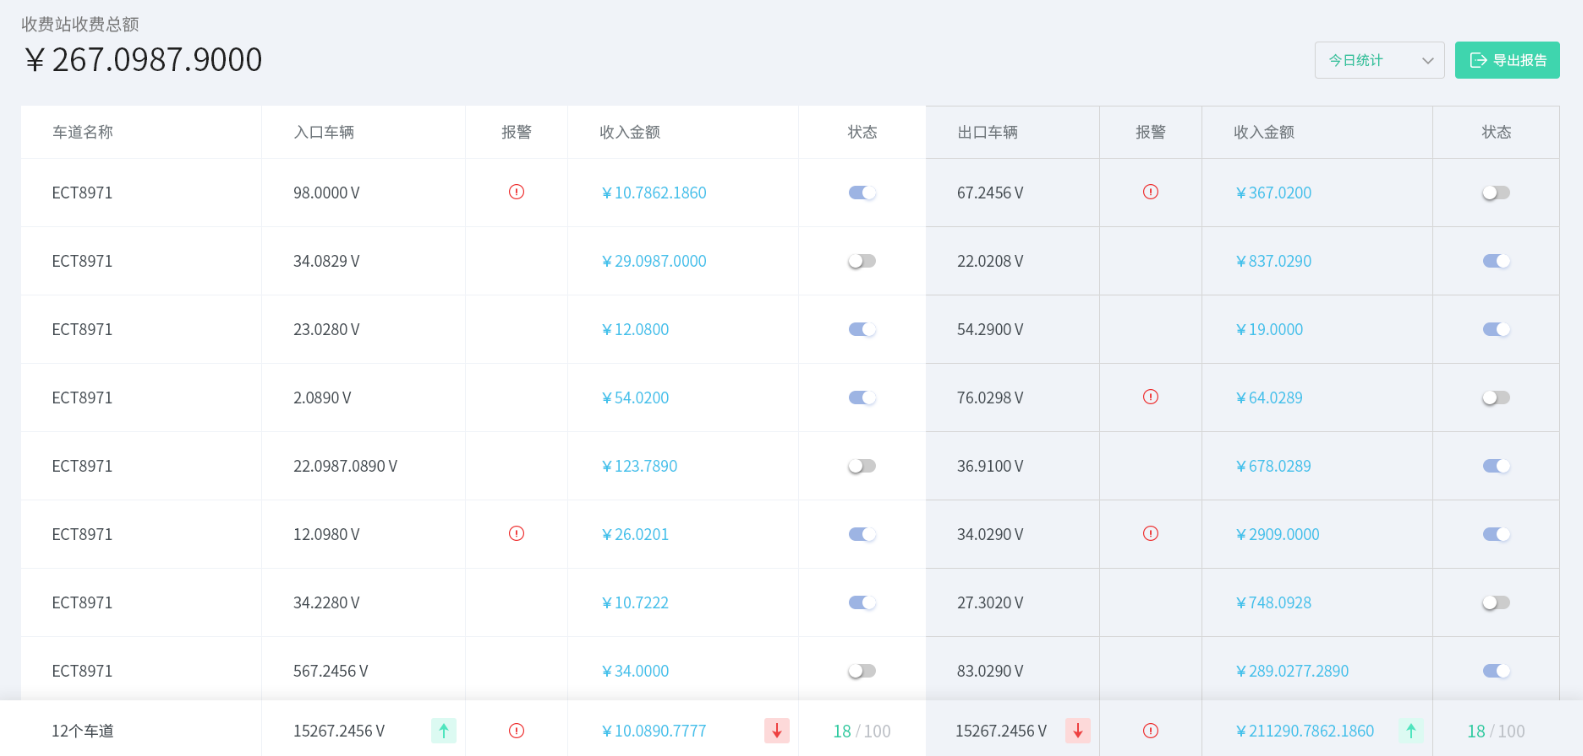 收费站收费总额
￥267.0987.9000
今日统计 导出报告
车道名称 入口车辆 报警 收入金额 状态 出口车辆 报警 收入金额 状态
ECT8971 98.0000 V ￥10.7862.1860 67.2456 V ￥367.0200
ECT8971 34.0829 V ￥29.0987.0000 22.0208 V ￥837.0290
ECT8971 23.0280 V ￥12.0800 54.2900 V ￥19.0000
ECT8971 2.0890 V ￥54.0200 76.0298 V ￥64.0289
ECT8971 22.0987.0890 V ￥123.7890 36.9100 V ￥678.0289
ECT8971 12.0980 V ￥26.0201 34.0290 V ￥2909.0000
ECT8971 34.2280 V ￥10.7222 27.3020 V ￥748.0928
ECT8971 567.2456 V ￥34.0000 83.0290 V ￥289.0277.2890
12个车道 15267.2456 V ￥10.0890.7777 18 / 100 15267.2456 V ￥211290.7862.1860 18 / 100